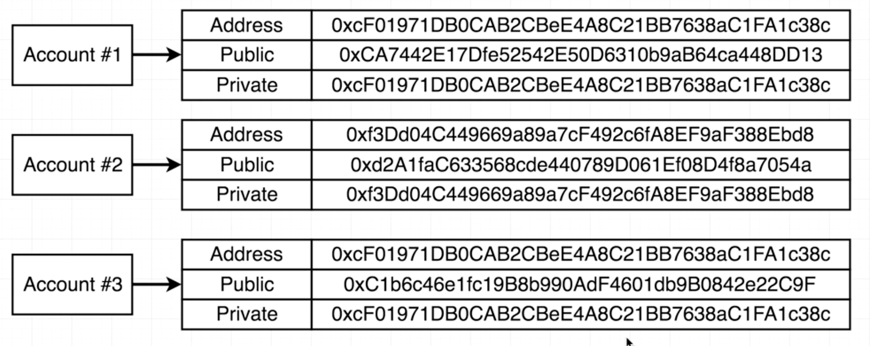 Address 0xcF01971DB0CAB2CBeE4A8C21BB7638aC1FA1c38c
Account #1 Public 0xCA7442E17Dfe52542E50D6310b9aB64ca448DD13
Private 0xcF01971DB0CAB2CBeE4A8C21BB7638aC1FA1c38c
Address 0xf3Dd04C449669a89a7cF492c6fA8EF9aF388Ebd8
Account #2 Public 0xd2A1faC633568cde440789D061Ef08D4f8a7054a
Private 0xf3Dd04C449669a89a7cF492c6fA8EF9aF388Ebd8
Address 0xcF01971DB0CAB2CBeE4A8C21BB7638aC1FA1c38c
Account #3 Public 0xC1b6c46e1fc19B8b990AdF4601db9B0842e22C9F
Private 0xcF01971DB0CAB2CBeE4A8C21BB7638aC1FA1c38c